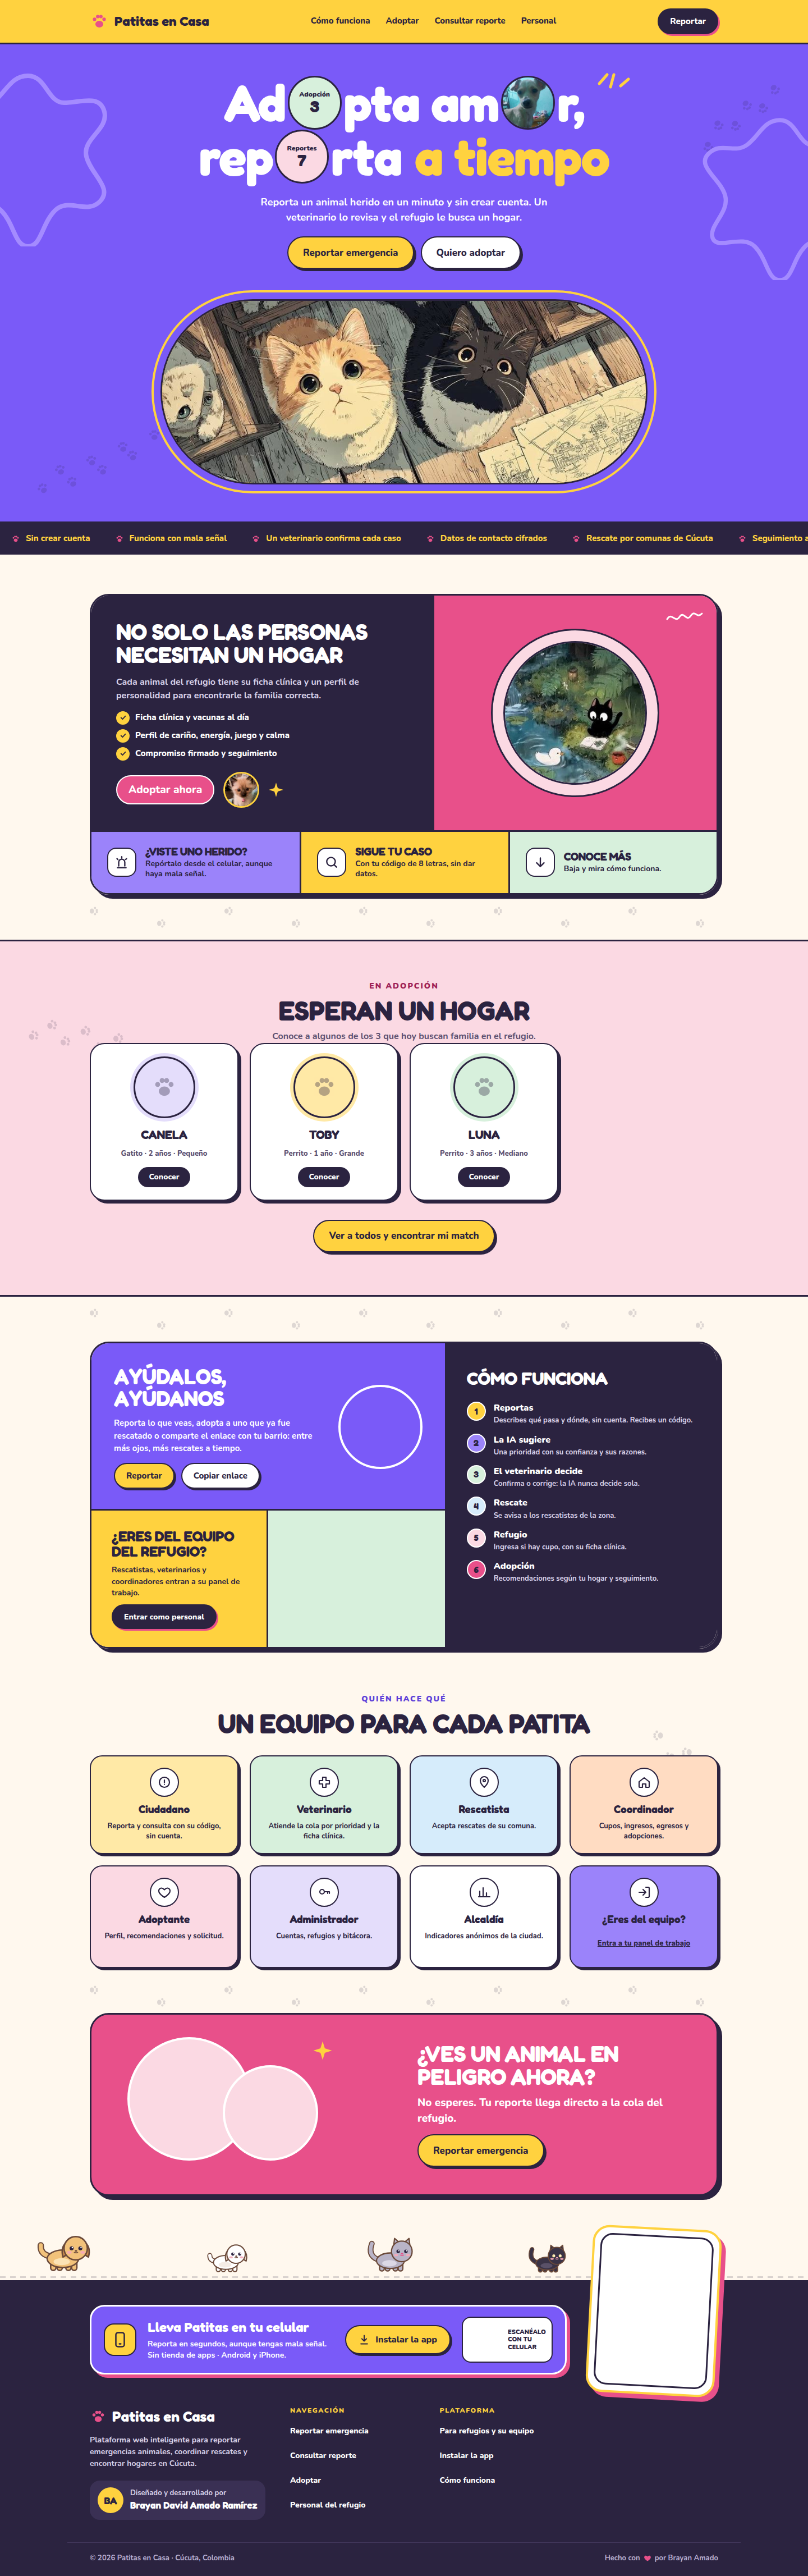 Patitas en Casa
Cómo funciona
Adoptar
Consultar reporte
Personal
Reportar
Ad
Adopción
3
pta am
r,
rep
Reportes
7
rta a tiempo
Reporta un animal herido en un minuto y sin crear cuenta. Un
veterinario lo revisa y el refugio le busca un hogar.
Reportar emergencia
Quiero adoptar
Sin crear cuenta
Funciona con mala señal
Un veterinario confirma cada caso
Datos de contacto cifrados
Rescate por comunas de Cúcuta
Seguimiento a
NO SOLO LAS PERSONAS
NECESITAN UN HOGAR
Cada animal del refugio tiene su ficha clínica y un perfil de
personalidad para encontrarle la familia correcta.
Ficha clínica y vacunas al día
Perfil de cariño, energía, juego y calma
Compromiso firmado y seguimiento
Adoptar ahora
¿VISTE UNO HERIDO?
Repórtalo desde el celular, aunque
haya mala señal.
SIGUE TU CASO
Con tu código de 8 letras, sin dar
datos.
CONOCE MÁS
Baja y mira cómo funciona.
EN ADOPCIÓN
ESPERAN UN HOGAR
Conoce a algunos de los 3 que hoy buscan familia en el refugio.
CANELA
Gatito · 2 años · Pequeño
Conocer
TOBY
Perrito · 1 año · Grande
Conocer
LUNA
Perrito · 3 años · Mediano
Conocer
Ver a todos y encontrar mi match
AYÚDALOS,
AYÚDANOS
Reporta lo que veas, adopta a uno que ya fue
rescatado o comparte el enlace con tu barrio: entre
más ojos, más rescates a tiempo.
Reportar
Copiar enlace
¿ERES DEL EQUIPO
DEL REFUGIO?
Rescatistas, veterinarios y
coordinadores entran a su panel de
trabajo.
Entrar como personal
CÓMO FUNCIONA
1
Reportas
Describes qué pasa y dónde, sin cuenta. Recibes un código.
2
La IA sugiere
Una prioridad con su confianza y sus razones.
3
El veterinario decide
Confirma o corrige: la IA nunca decide sola.
4
Rescate
Se avisa a los rescatistas de la zona.
5
Refugio
Ingresa si hay cupo, con su ficha clínica.
6
Adopción
Recomendaciones según tu hogar y seguimiento.
QUIÉN HACE QUÉ
UN EQUIPO PARA CADA PATITA
Ciudadano
Reporta y consulta con su código,
sin cuenta.
Veterinario
Atiende la cola por prioridad y la
ficha clínica.
Rescatista
Acepta rescates de su comuna.
Coordinador
Cupos, ingresos, egresos y
adopciones.
Adoptante
Perfil, recomendaciones y solicitud.
Administrador
Cuentas, refugios y bitácora.
Alcaldía
Indicadores anónimos de la ciudad.
¿Eres del equipo?
Entra a tu panel de trabajo
¿VES UN ANIMAL EN
PELIGRO AHORA?
No esperes. Tu reporte llega directo a la cola del
refugio.
Reportar emergencia
Lleva Patitas en tu celular
Reporta en segundos, aunque tengas mala señal.
Sin tienda de apps · Android y iPhone.
Instalar la app
ESCANÉALO
CON TU
CELULAR
Patitas en Casa
Plataforma web inteligente para reportar
emergencias animales, coordinar rescates y
encontrar hogares en Cúcuta.
BA
Diseñado y desarrollado por
Brayan David Amado Ramírez
NAVEGACIÓN
Reportar emergencia
Consultar reporte
Adoptar
Personal del refugio
PLATAFORMA
Para refugios y su equipo
Instalar la app
Cómo funciona
© 2026 Patitas en Casa · Cúcuta, Colombia
Hecho con
por Brayan Amado